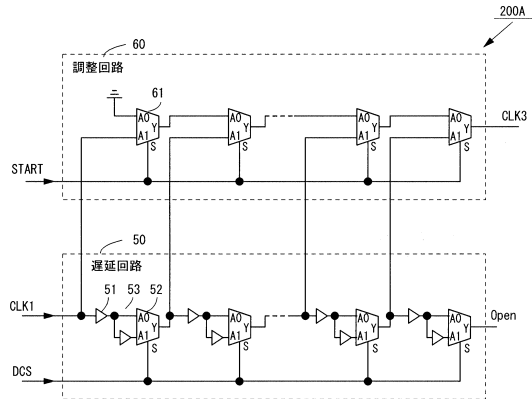 200A
60
調整回路
61
A0
A1
Y
S
A0
A1
Y
S
A0
A1
Y
S
A0
A1
Y
S
CLK3
START
50
遅延回路
51
53
52
CLK1
A0
A1
Y
S
A0
A1
Y
S
A0
A1
Y
S
A0
A1
Y
S
Open
DCS